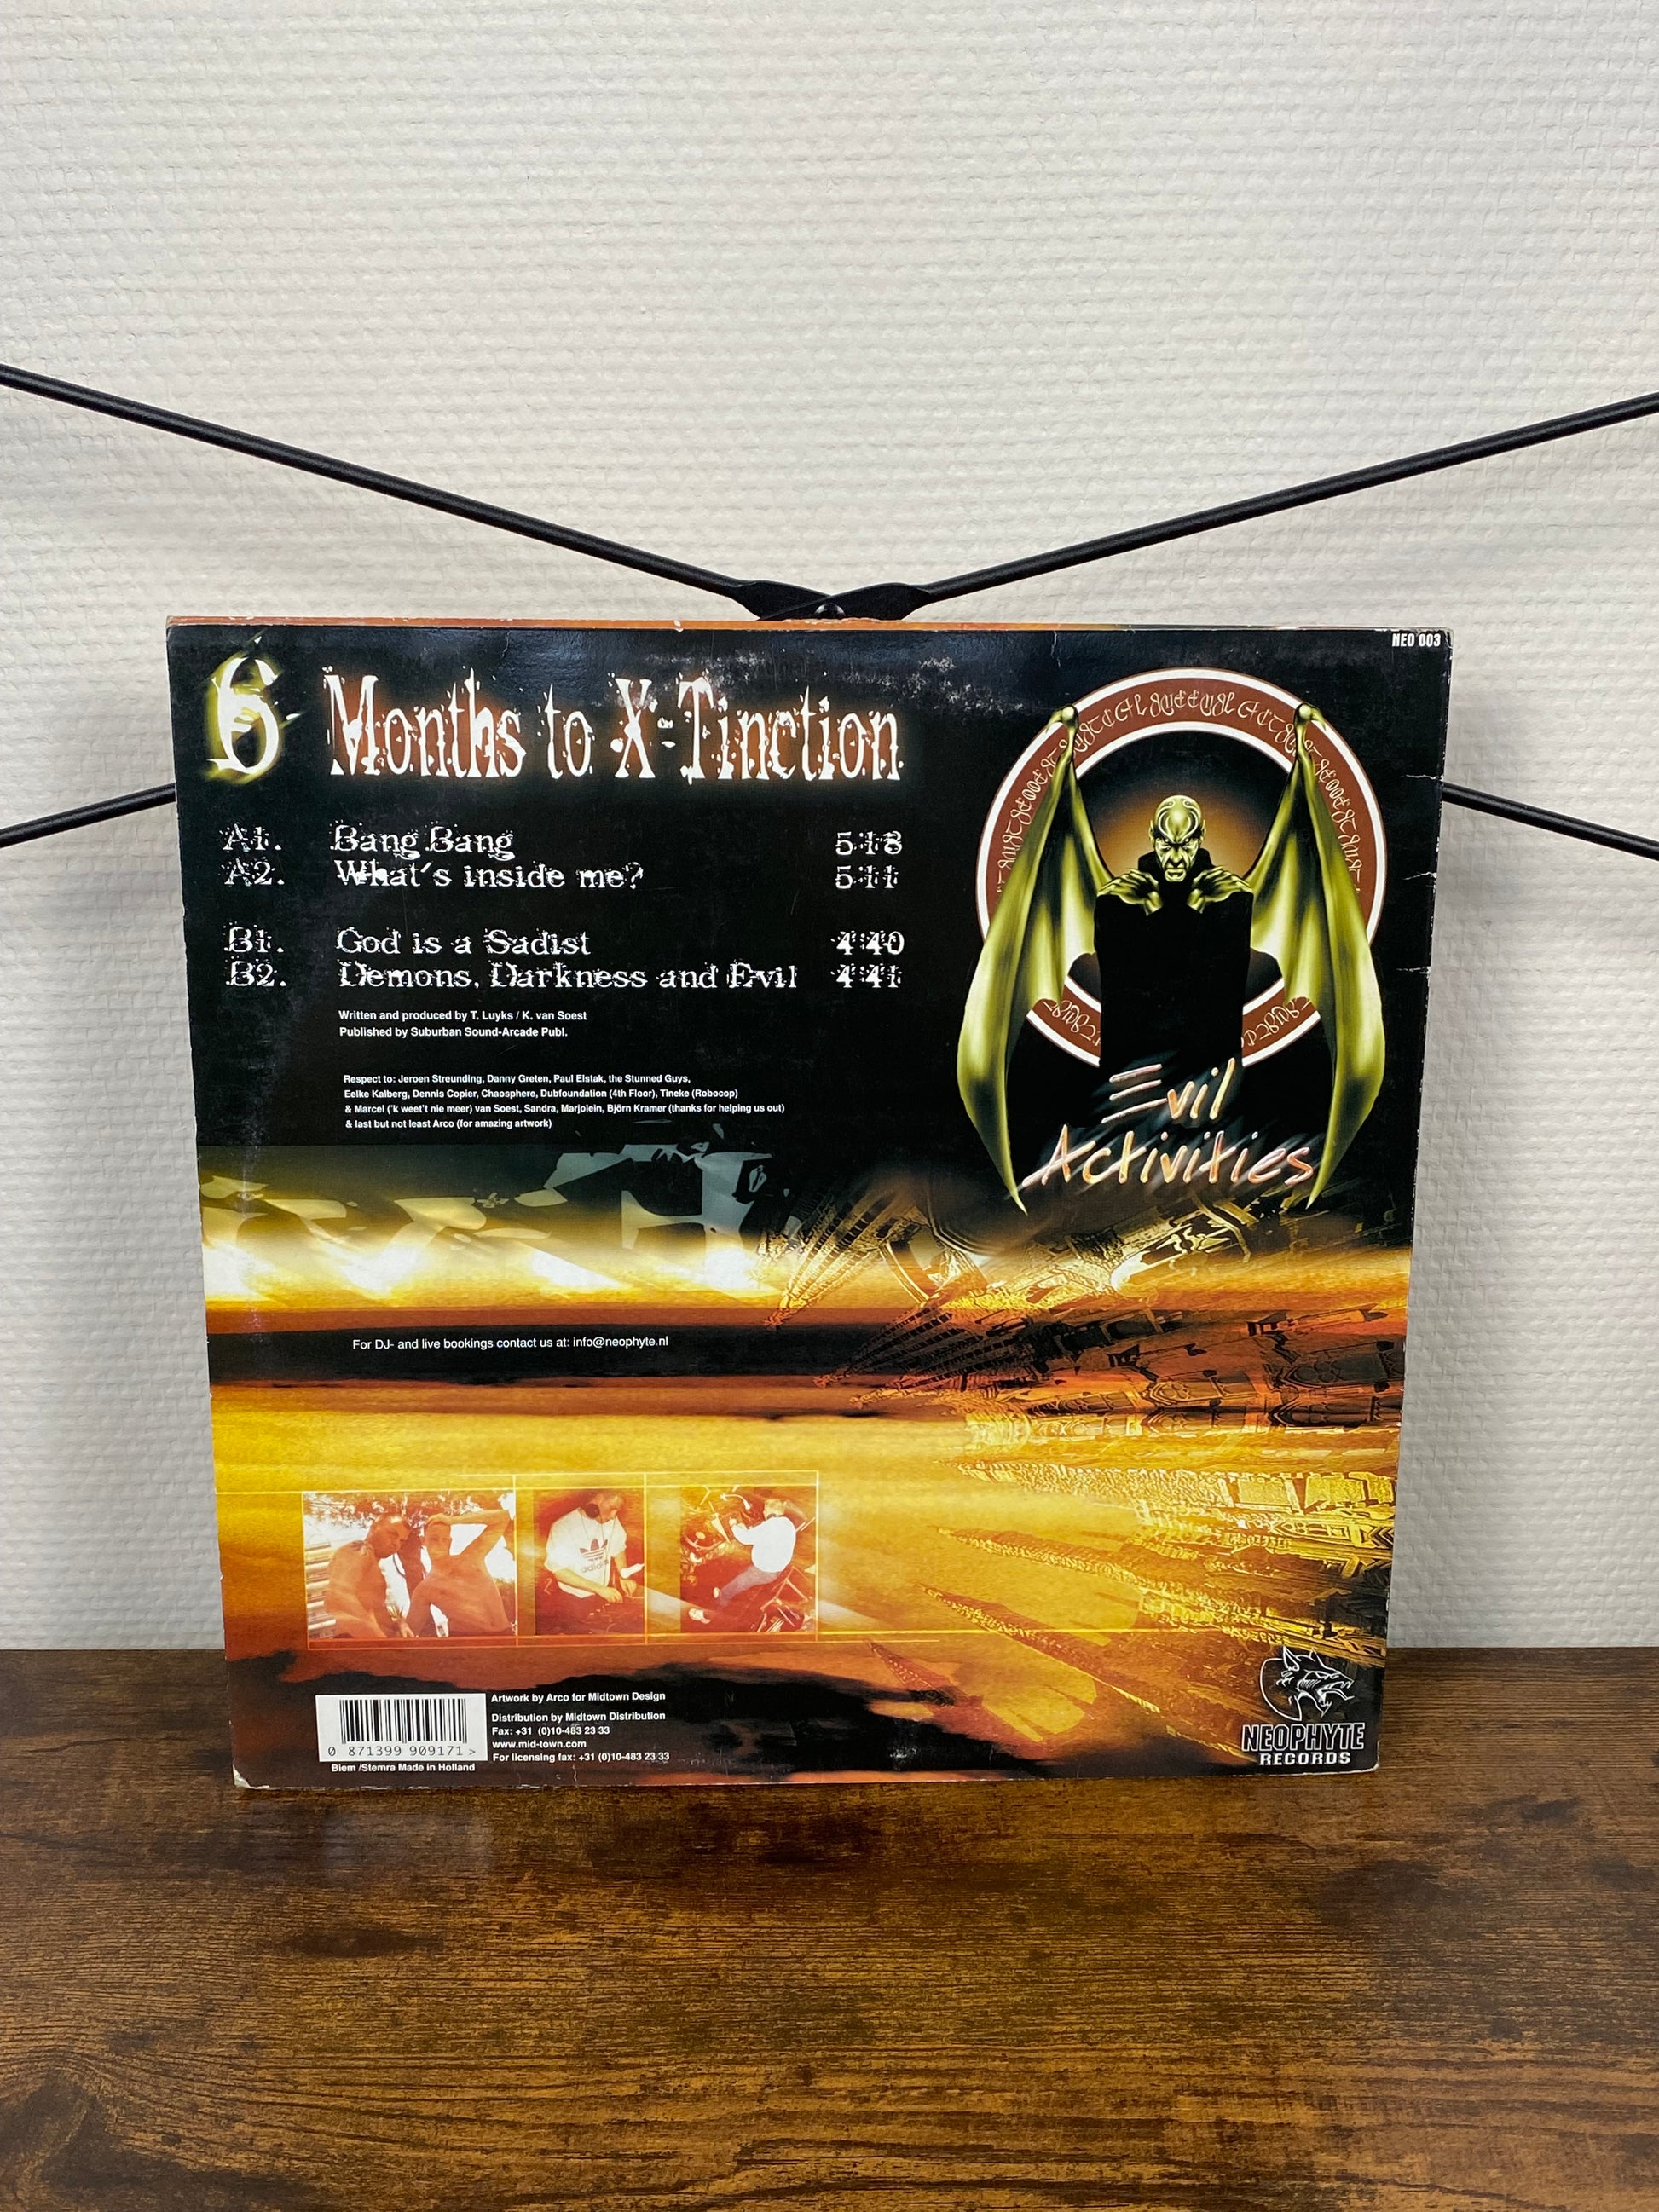 NEO 003
6 Months to X-Tinction
A1. Bang Bang 5:18
A2. What's inside me? 5:11
B1. God is a Sadist 4:40
B2. Demons, Darkness and Evil 4:41
Written and produced by T. Luyks / K. van Soest
Published by Suburban Sound-Arcade Publ.
Respect to: Jeroen Streunding, Danny Greten, Paul Elstak, the Stunned Guys,
Eelke Kalberg, Dennis Copier, Chaosphere, Dubfoundation (4th Floor), Tineke (Robocop)
& Marcel ('k weet't nie meer) van Soest, Sandra, Marjolein, Björn Kramer (thanks for helping us out)
& last but not least Arco (for amazing artwork)
Evil
Activities
For DJ- and live bookings contact us at: info@neophyte.nl
adidas
Artwork by Arco for Midtown Design
Distribution by Midtown Distribution
Fax: +31 (0)10-483 23 33
www.mid-town.com
For licensing fax: +31 (0)10-483 23 33
0 871399 909171 >
Biem /Stemra Made in Holland
NEOPHYTE
RECORDS